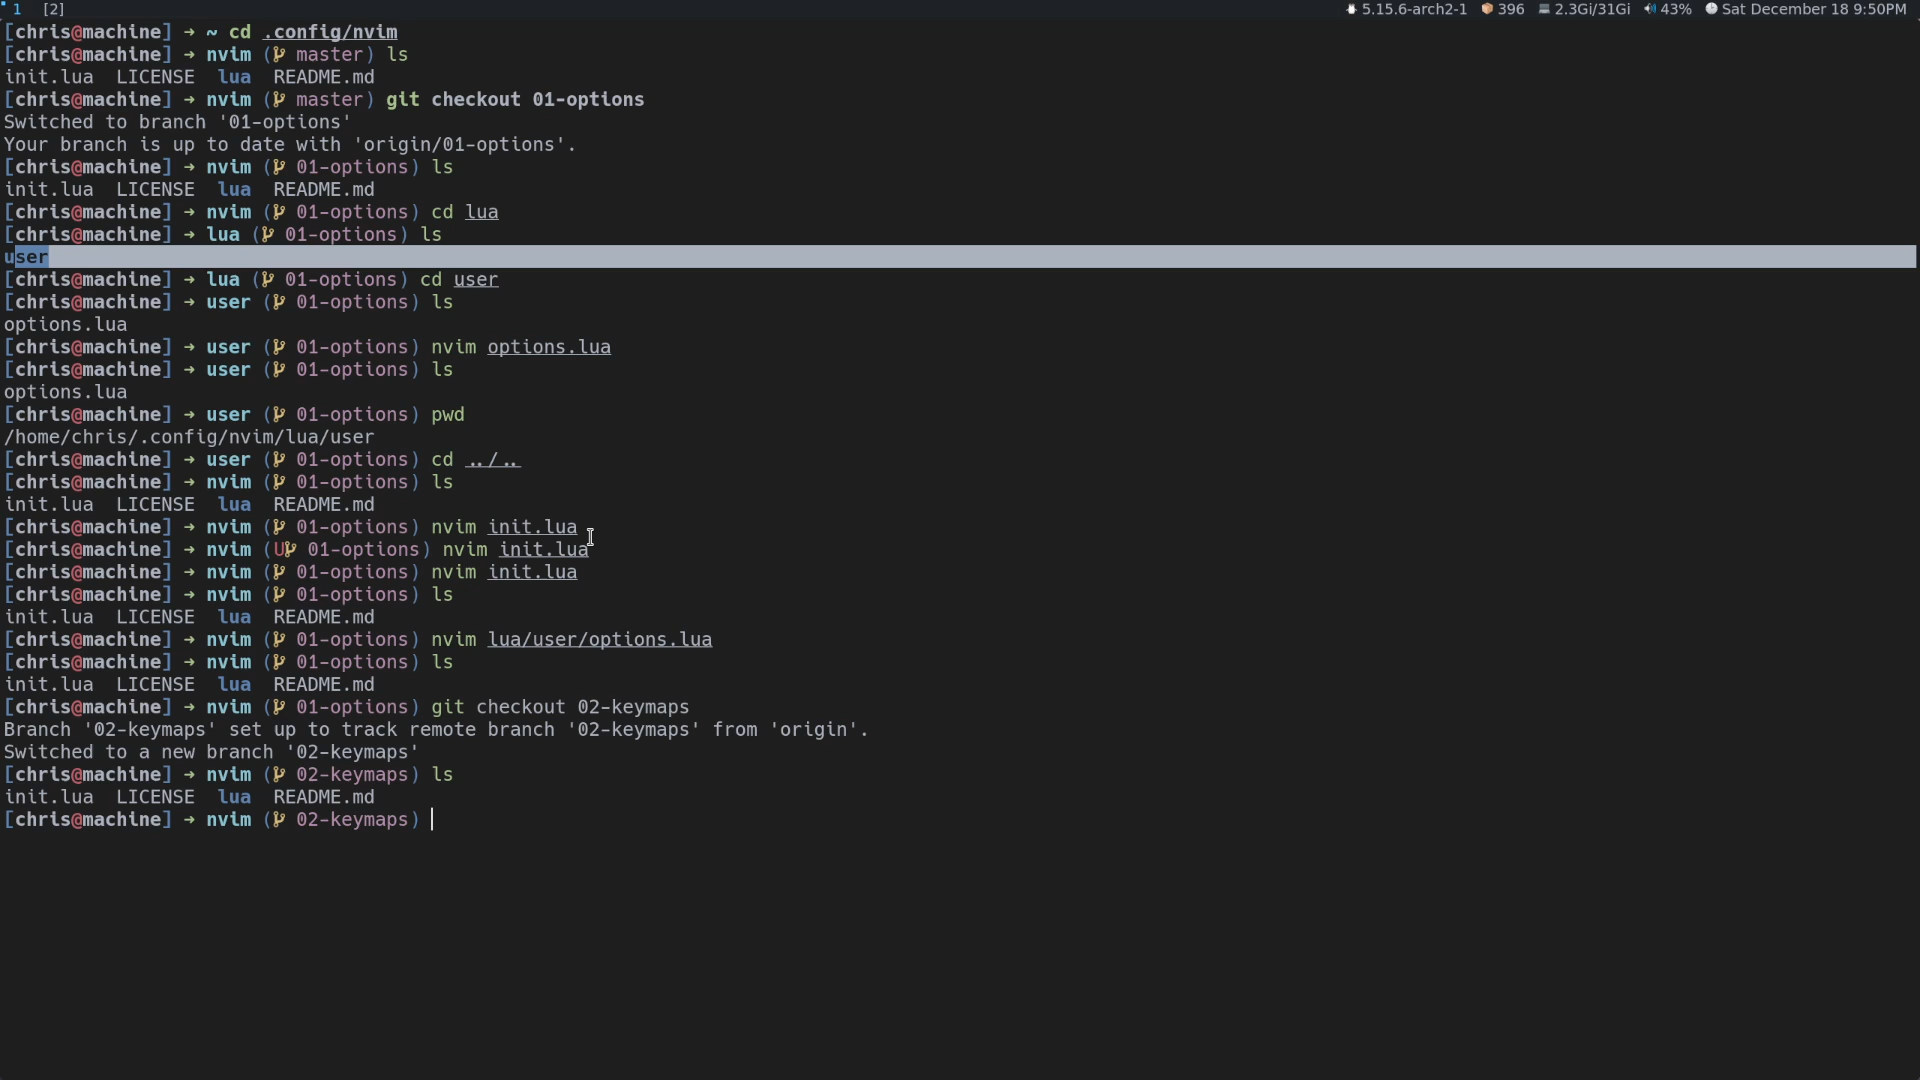 1 [2] 5.15.6-arch2-1 396 2.3Gi/31Gi 43% Sat December 18 9:50PM
[chris@machine] → ~ cd .config/nvim
[chris@machine] → nvim ( master) ls
init.lua LICENSE lua README.md
[chris@machine] → nvim ( master) git checkout 01-options
Switched to branch '01-options'
Your branch is up to date with 'origin/01-options'.
[chris@machine] → nvim ( 01-options) ls
init.lua LICENSE lua README.md
[chris@machine] → nvim ( 01-options) cd lua
[chris@machine] → lua ( 01-options) ls
user
[chris@machine] → lua ( 01-options) cd user
[chris@machine] → user ( 01-options) ls
options.lua
[chris@machine] → user ( 01-options) nvim options.lua
[chris@machine] → user ( 01-options) ls
options.lua
[chris@machine] → user ( 01-options) pwd
/home/chris/.config/nvim/lua/user
[chris@machine] → user ( 01-options) cd ../..
[chris@machine] → nvim ( 01-options) ls
init.lua LICENSE lua README.md
[chris@machine] → nvim ( 01-options) nvim init.lua
[chris@machine] → nvim (U 01-options) nvim init.lua
[chris@machine] → nvim ( 01-options) nvim init.lua
[chris@machine] → nvim ( 01-options) ls
init.lua LICENSE lua README.md
[chris@machine] → nvim ( 01-options) nvim lua/user/options.lua
[chris@machine] → nvim ( 01-options) ls
init.lua LICENSE lua README.md
[chris@machine] → nvim ( 01-options) git checkout 02-keymaps
Branch '02-keymaps' set up to track remote branch '02-keymaps' from 'origin'.
Switched to a new branch '02-keymaps'
[chris@machine] → nvim ( 02-keymaps) ls
init.lua LICENSE lua README.md
[chris@machine] → nvim ( 02-keymaps)